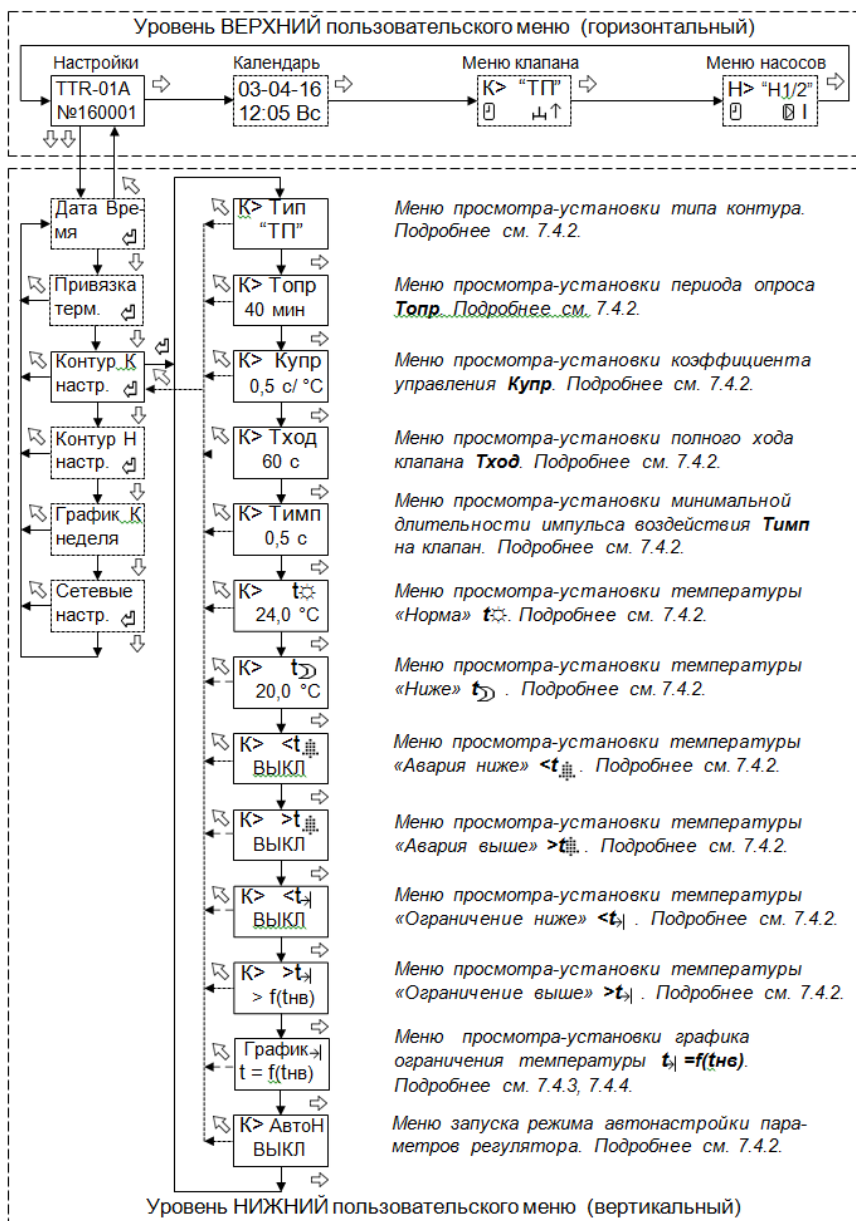 Уровень ВЕРХНИЙ пользовательского меню (горизонтальный)
Настройки
Календарь
Меню клапана
Меню насосов
TTR-01A
№160001
03-04-16
12:05 Вс
К> "ТП"
Н> "Н1/2"
I
Дата Вре-
мя
Привязка
терм.
Контур К
настр.
Контур Н
настр.
График К
неделя
Сетевые
настр.
К> Тип
"ТП"
Меню просмотра-установки типа контура.
Подробнее см. 7.4.2.
К> Топр
40 мин
Меню просмотра-установки периода опроса
Топр. Подробнее см. 7.4.2.
К> Купр
0,5 с/ °С
Меню просмотра-установки коэффициента
управления Купр. Подробнее см. 7.4.2.
К> Тход
60 с
Меню просмотра-установки полного хода
клапана Тход. Подробнее см. 7.4.2.
К> Тимп
0,5 с
Меню просмотра-установки минимальной
длительности импульса воздействия Тимп
на клапан. Подробнее см. 7.4.2.
К> t
24,0 °С
Меню просмотра-установки температуры
«Норма» t. Подробнее см. 7.4.2.
К> t
20,0 °С
Меню просмотра-установки температуры
«Ниже» t . Подробнее см. 7.4.2.
К> <t
ВЫКЛ
Меню просмотра-установки температуры
«Авария ниже» <t . Подробнее см. 7.4.2.
К> >t
ВЫКЛ
Меню просмотра-установки температуры
«Авария выше» >t . Подробнее см. 7.4.2.
К> <t→|
ВЫКЛ
Меню просмотра-установки температуры
«Ограничение ниже» <t→| . Подробнее см. 7.4.2.
К> >t→|
> f(tнв)
Меню просмотра-установки температуры
«Ограничение выше» >t→| . Подробнее см. 7.4.2.
График→|
t = f(tнв)
Меню просмотра-установки графика
ограничения температуры t→| =f(tнв).
Подробнее см. 7.4.3, 7.4.4.
К> АвтоН
ВЫКЛ
Меню запуска режима автонастройки пара-
метров регулятора. Подробнее см. 7.4.2.
Уровень НИЖНИЙ пользовательского меню (вертикальный)